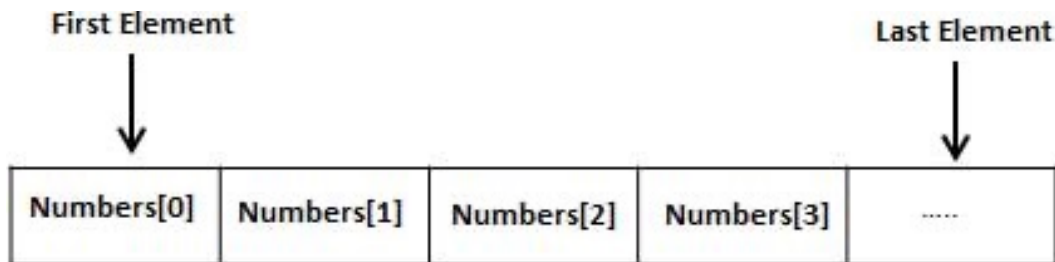 First Element
Last Element
Numbers[0] Numbers[1] Numbers[2] Numbers[3] .....